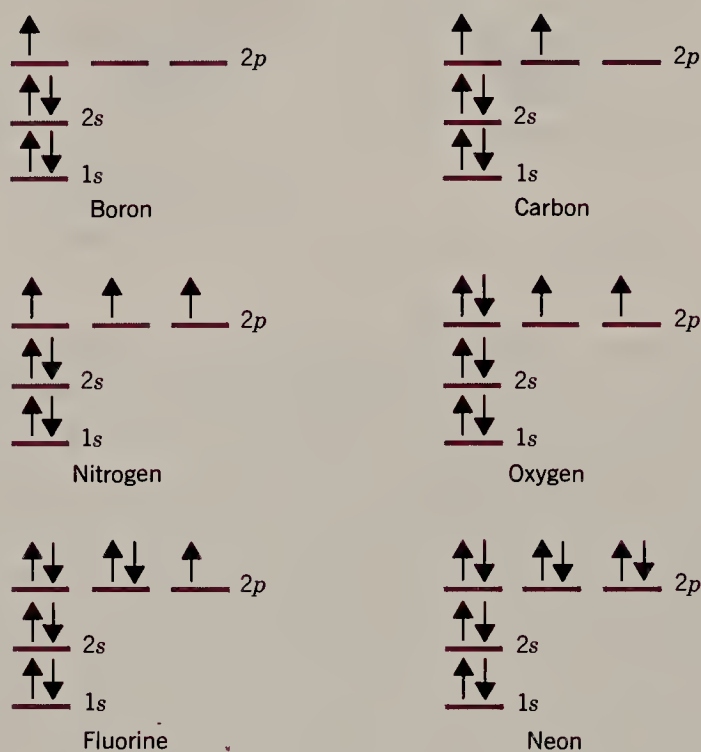 2p
2s
1s
Boron
2p
2s
1s
Carbon
2p
2s
1s
Nitrogen
2p
2s
1s
Oxygen
2p
2s
1s
Fluorine
2p
2s
1s
Neon